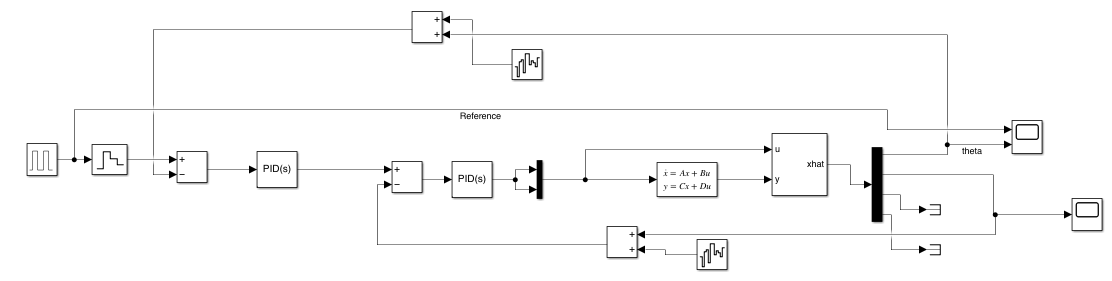 +
+
Reference
+
−
PID(s)
+
−
PID(s)
ẋ = Ax + Bu
y = Cx + Du
u
y
xhat
theta
+
+